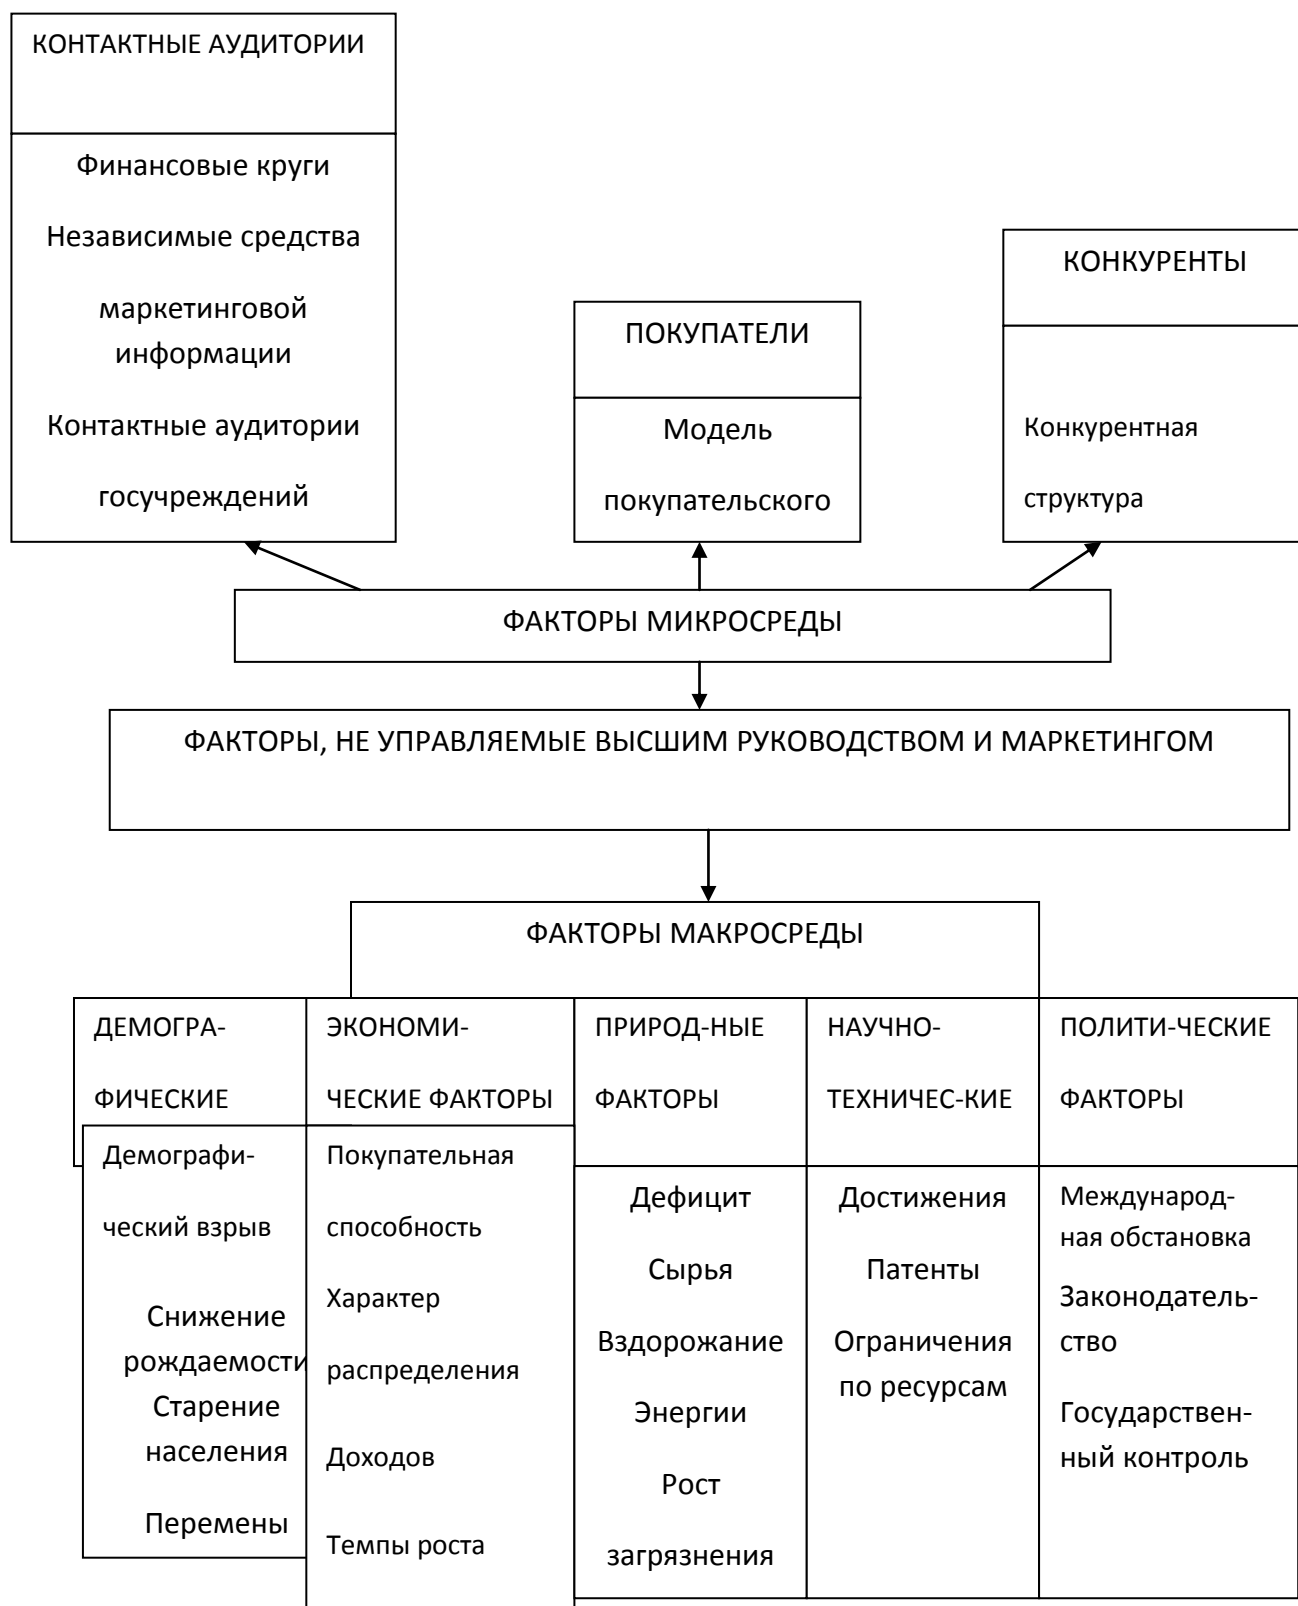 КОНТАКТНЫЕ АУДИТОРИИ
Финансовые круги
Независимые средства
маркетинговой
информации
Контактные аудитории
госучреждений
ПОКУПАТЕЛИ
Модель
покупательского
КОНКУРЕНТЫ
Конкурентная
структура
ФАКТОРЫ МИКРОСРЕДЫ
ФАКТОРЫ, НЕ УПРАВЛЯЕМЫЕ ВЫСШИМ РУКОВОДСТВОМ И МАРКЕТИНГОМ
ФАКТОРЫ МАКРОСРЕДЫ
ДЕМОГРА-
ФИЧЕСКИЕ
Демографи-
ческий взрыв
Снижение
рождаемости
Старение
населения
Перемены
ЭКОНОМИ-
ЧЕСКИЕ ФАКТОРЫ
Покупательная
способность
Характер
распределения
Доходов
Темпы роста
ПРИРОД-НЫЕ
ФАКТОРЫ
Дефицит
Сырья
Вздорожание
Энергии
Рост
загрязнения
НАУЧНО-
ТЕХНИЧЕС-КИЕ
Достижения
Патенты
Ограничения
по ресурсам
ПОЛИТИ-ЧЕСКИЕ
ФАКТОРЫ
Международ-
ная обстановка
Законодатель-
ство
Государствен-
ный контроль